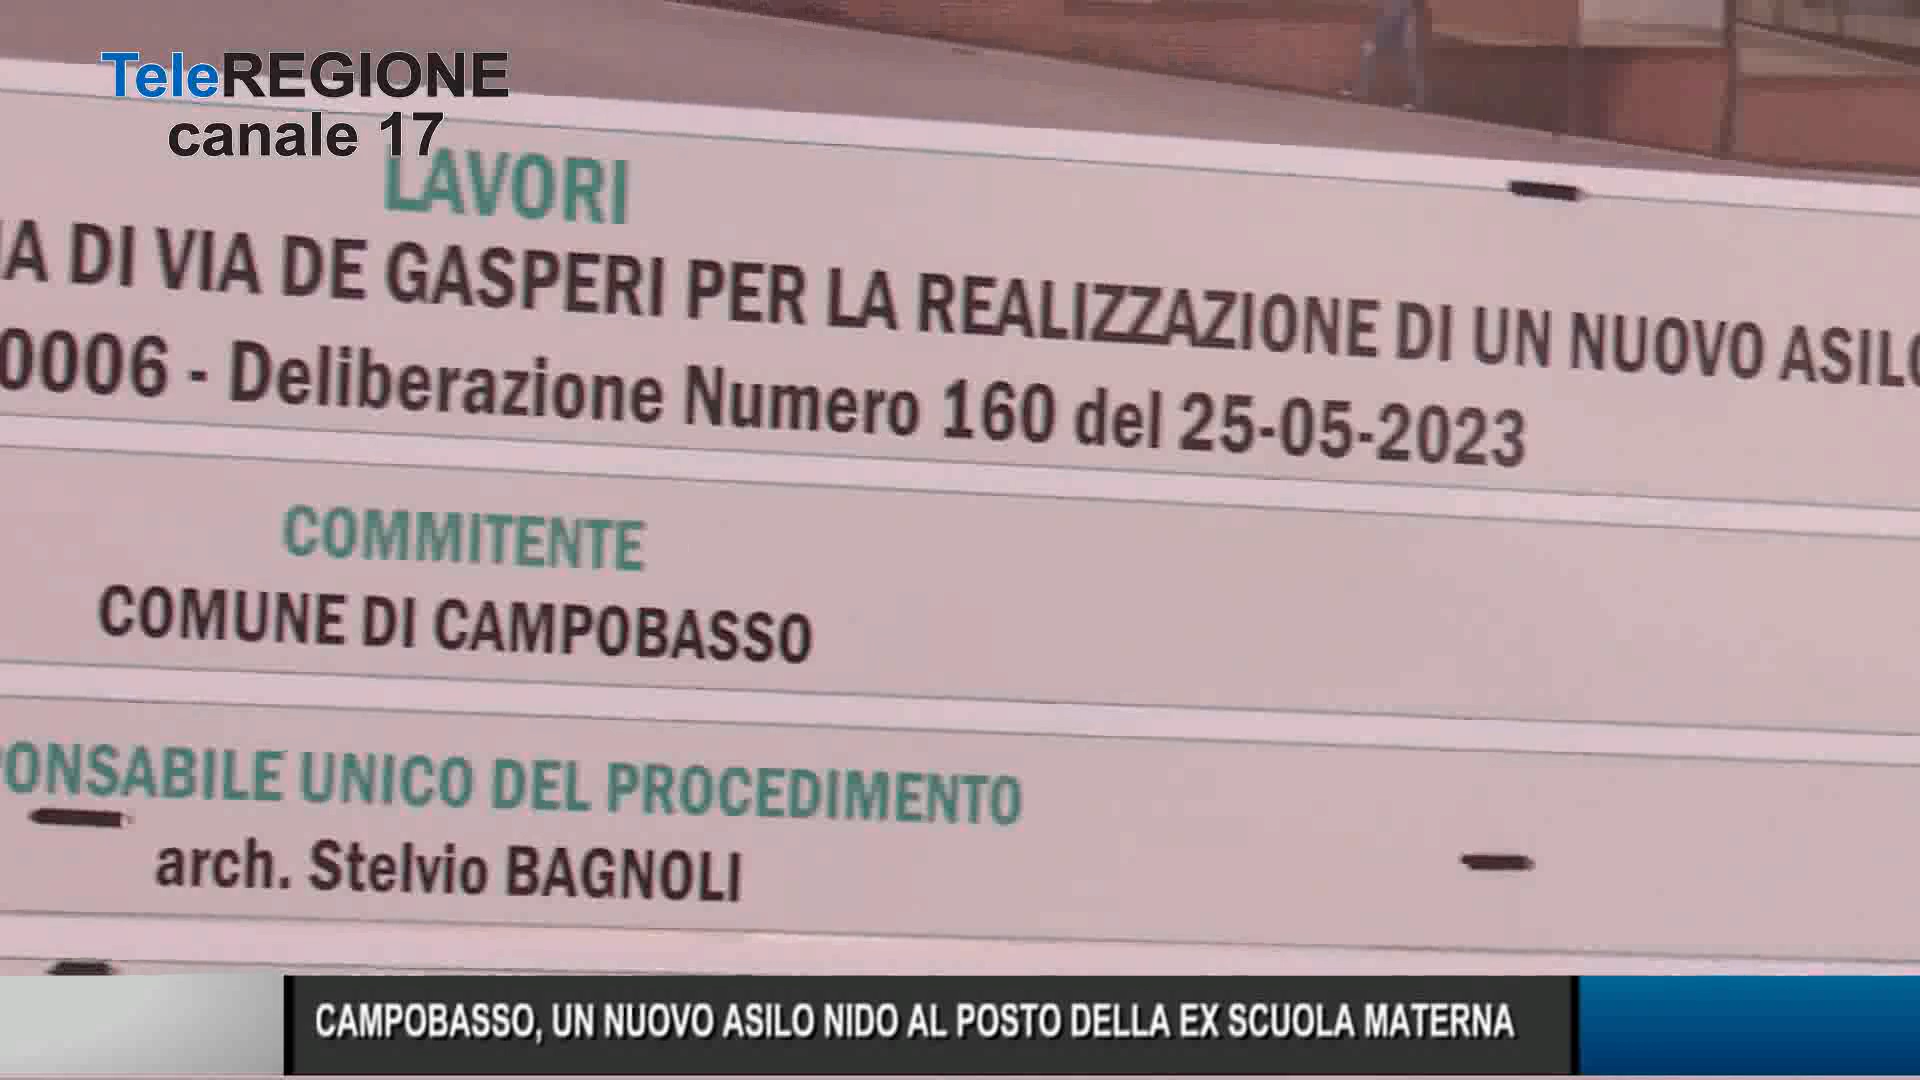 TeleREGIONE
canale 17
LAVORI
DI VIA DE GASPERI PER LA REALIZZAZIONE DI UN NUOVO ASILO
0006 - Deliberazione Numero 160 del 25-05-2023
COMMITENTE
COMUNE DI CAMPOBASSO
PONSABILE UNICO DEL PROCEDIMENTO
arch. Stelvio BAGNOLI
CAMPOBASSO, UN NUOVO ASILO NIDO AL POSTO DELLA EX SCUOLA MATERNA